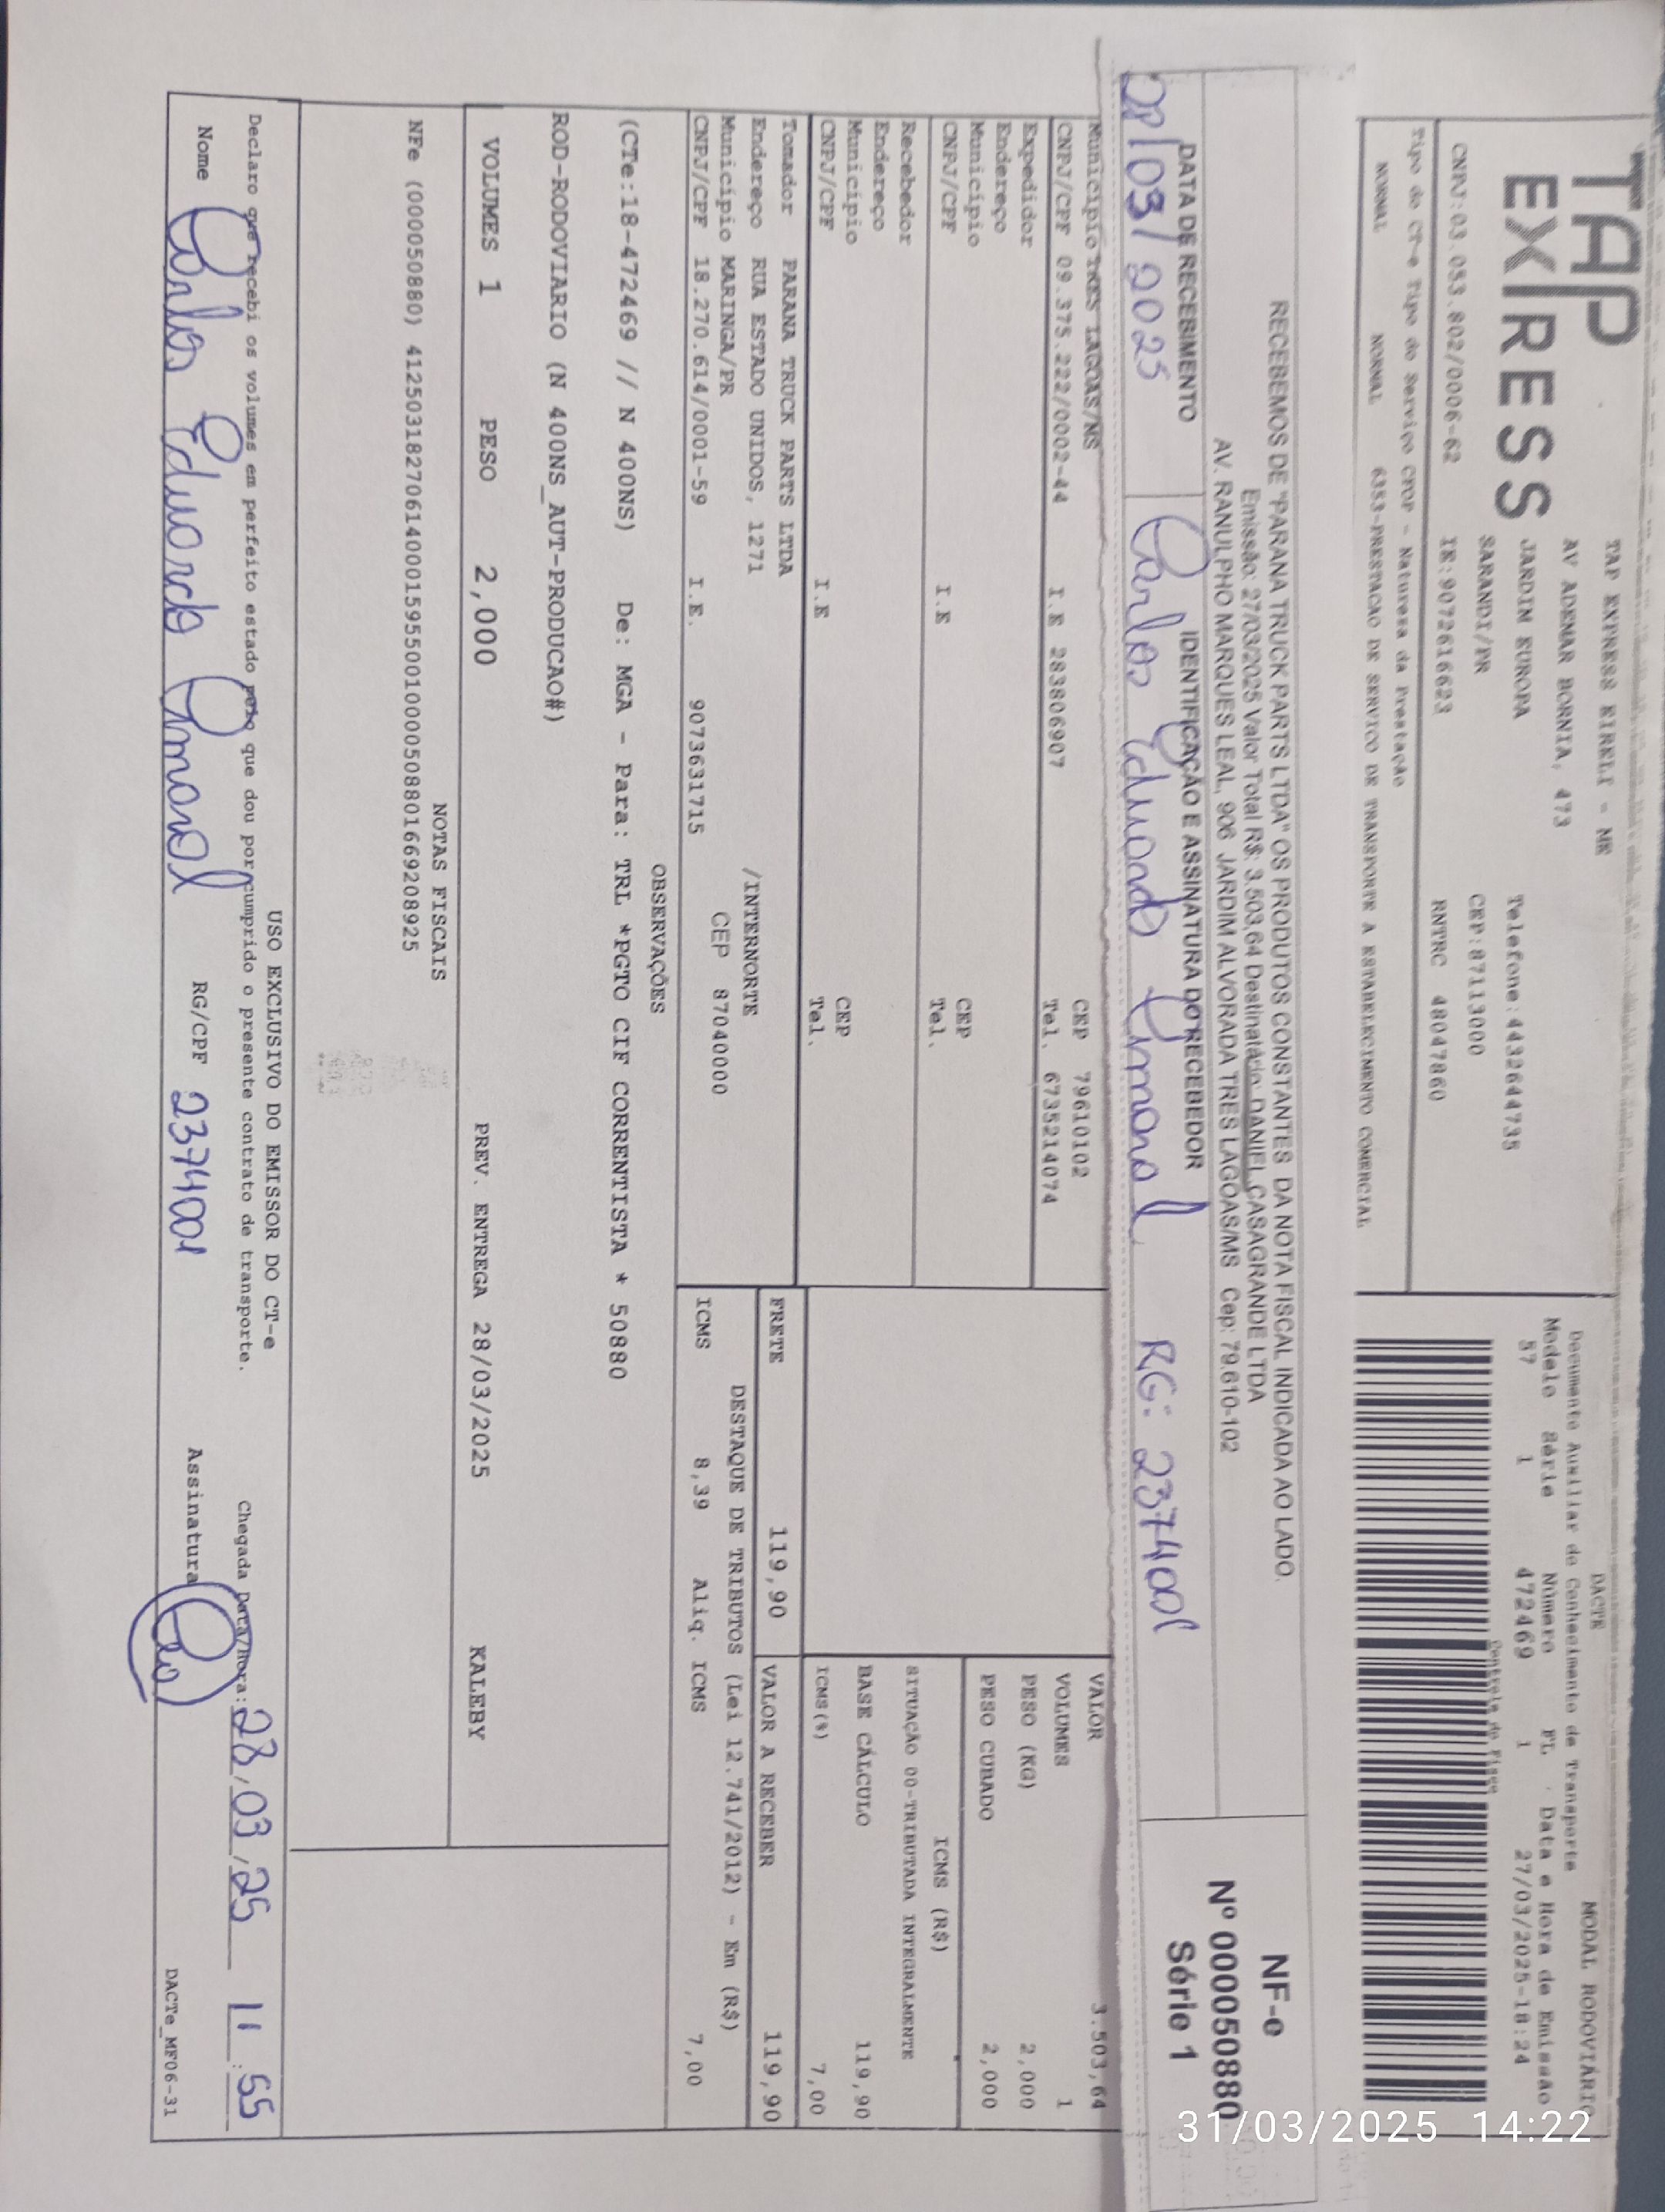 TAP
EXPRESS
TAP EXPRESS EIRELI - ME
AV ADEMAR BORNIA, 473
JARDIM EUROPA Telefone:4432644735
SARANDI/PR CEP:87113000
CNPJ:03.053.802/0006-62 IE:9072616623 RNTRC 48047860
DACTE MODAL RODOVIÁRIO
Documento Auxiliar do Conhecimento de Transporte
Modelo Série Número FL Data e Hora de Emissão
57 1 472469 1 27/03/2025-18:24
Controle do Fisco
Tipo do CT-e Tipo do Serviço CFOP - Natureza da Prestação
NORMAL NORMAL 6353-PRESTACAO DE SERVICO DE TRANSPORTE A ESTABELECIMENTO COMERCIAL
RECEBEMOS DE "PARANA TRUCK PARTS LTDA" OS PRODUTOS CONSTANTES DA NOTA FISCAL INDICADA AO LADO.
Emissão: 27/03/2025 Valor Total R$: 3.503,64 Destinatário: DANIEL CASAGRANDE LTDA
AV. RANULPHO MARQUES LEAL, 906 JARDIM ALVORADA TRES LAGOAS/MS Cep: 79.610-102
NF-e
Nº 000050880
Série 1
DATA DE RECEBIMENTO IDENTIFICAÇÃO E ASSINATURA DO RECEBEDOR
28/03/2025 Carlos Eduardo Amaral RG: 2374001
Município TRES LAGOAS/MS CEP 79610102
CNPJ/CPF 09.375.222/0002-44 I.E 283806907 Tel. 6735214074
Expedidor
Endereço
Município CEP
CNPJ/CPF I.E Tel.
Recebedor
Endereço
Município CEP
CNPJ/CPF I.E Tel.
VALOR 3.503,64
VOLUMES 1
PESO (KG) 2,000
PESO CUBADO 2,000
ICMS (R$)
SITUAÇÃO 00-TRIBUTADA INTEGRALMENTE
BASE CÁLCULO 119,90
ICMS(%) 7,00
Tomador PARANA TRUCK PARTS LTDA
Endereço RUA ESTADO UNIDOS, 1271 /INTERNORTE
Município MARINGA/PR CEP 87040000
CNPJ/CPF 18.270.614/0001-59 I.E. 9073631715
FRETE 119,90 VALOR A RECEBER 119,90
DESTAQUE DE TRIBUTOS (Lei 12.741/2012) - Em (R$)
ICMS 8,39 Aliq. ICMS 7,00
OBSERVAÇÕES
(CTe:18-472469 // N 400NS) De: MGA - Para: TRL *PGTO CIF CORRENTISTA * 50880
ROD-RODOVIARIO (N 400NS_AUT-PRODUCAO#)
VOLUMES 1 PESO 2,000 PREV. ENTREGA 28/03/2025 KALEBY
NOTAS FISCAIS
NFe (000050880) 41250318270614000159550010000508801669208925
USO EXCLUSIVO DO EMISSOR DO CT-e
Declaro que recebi os volumes em perfeito estado pelo que dou por cumprido o presente contrato de transporte. Chegada Data/Hora: 28/03/25 11:55
Nome Carlos Eduardo Amaral RG/CPF 2374001 Assinatura
DACTe_MF06-31
31/03/2025 14:22